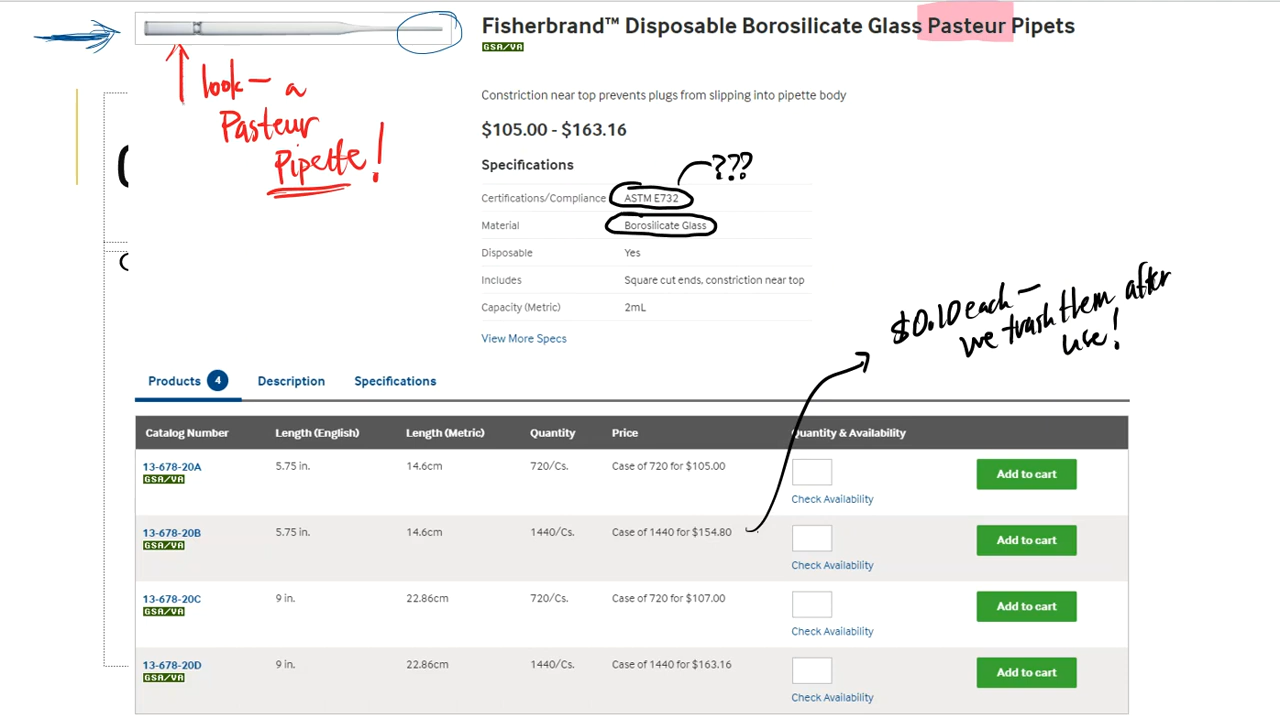 Fisherbrand™ Disposable Borosilicate Glass Pasteur Pipets
GSA/VA
look – a
Pasteur
Pipette!
Constriction near top prevents plugs from slipping into pipette body
$105.00 - $163.16
Specifications
???
Certifications/Compliance ASTM E732
Material Borosilicate Glass
Disposable Yes
Includes Square cut ends, constriction near top
Capacity (Metric) 2mL
View More Specs
$0.10 each –
we trash them after
use!
Products 4 Description Specifications
Catalog Number Length (English) Length (Metric) Quantity Price Quantity & Availability
13-678-20A 5.75 in. 14.6cm 720/Cs. Case of 720 for $105.00 Add to cart
GSA/VA
Check Availability
13-678-20B 5.75 in. 14.6cm 1440/Cs. Case of 1440 for $154.80 Add to cart
GSA/VA
Check Availability
13-678-20C 9 in. 22.86cm 720/Cs. Case of 720 for $107.00 Add to cart
GSA/VA
Check Availability
13-678-20D 9 in. 22.86cm 1440/Cs. Case of 1440 for $163.16 Add to cart
GSA/VA
Check Availability